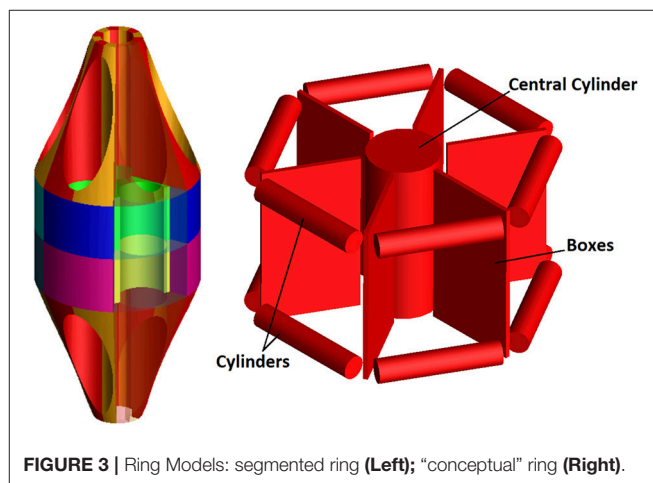 Central Cylinder
Boxes
Cylinders
FIGURE 3 | Ring Models: segmented ring (Left); “conceptual” ring (Right).